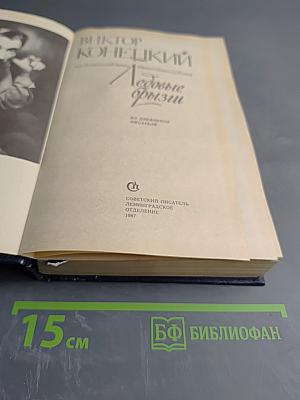 ВИКТОР
КОНЕЦКИЙ
Ледовые
брызги
ИЗ ДНЕВНИКОВ
ПИСАТЕЛЯ
СОВЕТСКИЙ ПИСАТЕЛЬ
ЛЕНИНГРАДСКОЕ
ОТДЕЛЕНИЕ
1987
15 см
БФ БИБЛИОФАН